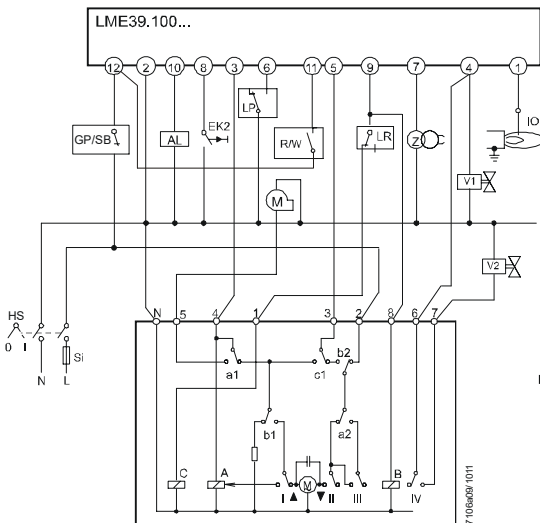 LME39.100...
12 2 10 8 3 6 11 5 9 7 4 1
GP/SB AL EK2 LP R/W LR Z V1 IO
M
V2
HS
0 I
Si
N L
N 5 4 1 3 2 8 6 7
a1 c1 b2
b1 a2
C A I M II III B IV
7106a09/1011